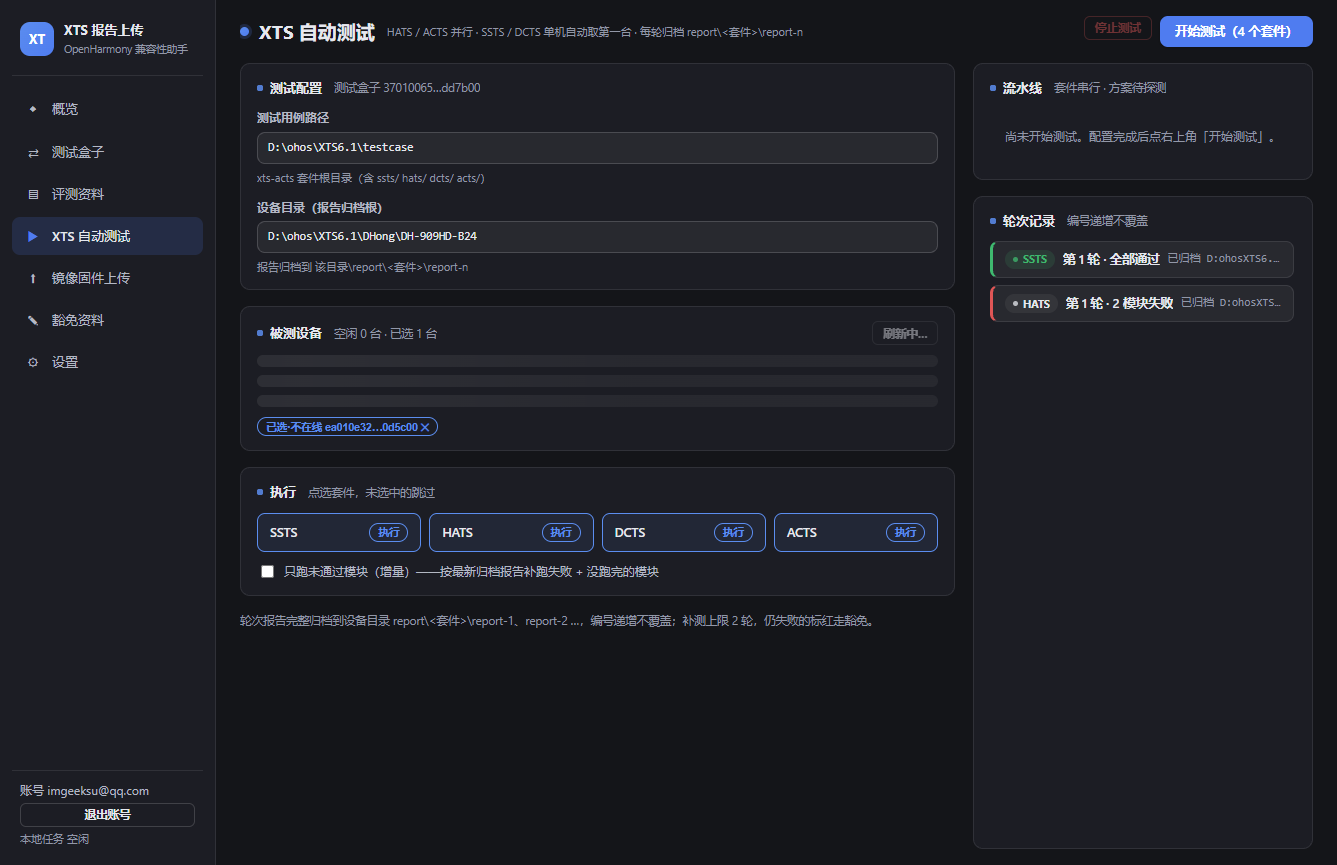 XT
XTS 报告上传
OpenHarmony 兼容性助手
概览
测试盒子
评测资料
XTS 自动测试
镜像固件上传
豁免资料
设置
账号 imgeeksu@qq.com
退出账号
本地任务 空闲
XTS 自动测试 HATS / ACTS 并行 · SSTS / DCTS 单机自动取第一台 · 每轮归档 report\<套件>\report-n
停止测试
开始测试（4 个套件）
测试配置 测试盒子 37010065…dd7b00
测试用例路径
D:\ohos\XTS6.1\testcase
xts-acts 套件根目录（含 ssts/ hats/ dcts/ acts/）
设备目录（报告归档根）
D:\ohos\XTS6.1\DHong\DH-909HD-B24
报告归档到 该目录\report\<套件>\report-n
被测设备 空闲 0 台 · 已选 1 台
刷新中…
已选·不在线 ea010e32…0d5c00 ×
执行 点选套件，未选中的跳过
SSTS 执行
HATS 执行
DCTS 执行
ACTS 执行
只跑未通过模块（增量）——按最新归档报告补跑失败 + 没跑完的模块
轮次报告完整归档到设备目录 report\<套件>\report-1、report-2 …，编号递增不覆盖；补测上限 2 轮，仍失败的标红走豁免。
流水线 套件串行 · 方案待探测
尚未开始测试。配置完成后点右上角「开始测试」。
轮次记录 编号递增不覆盖
SSTS 第 1 轮 · 全部通过 已归档 D:ohosXTS6.…
HATS 第 1 轮 · 2 模块失败 已归档 D:ohosXTS…